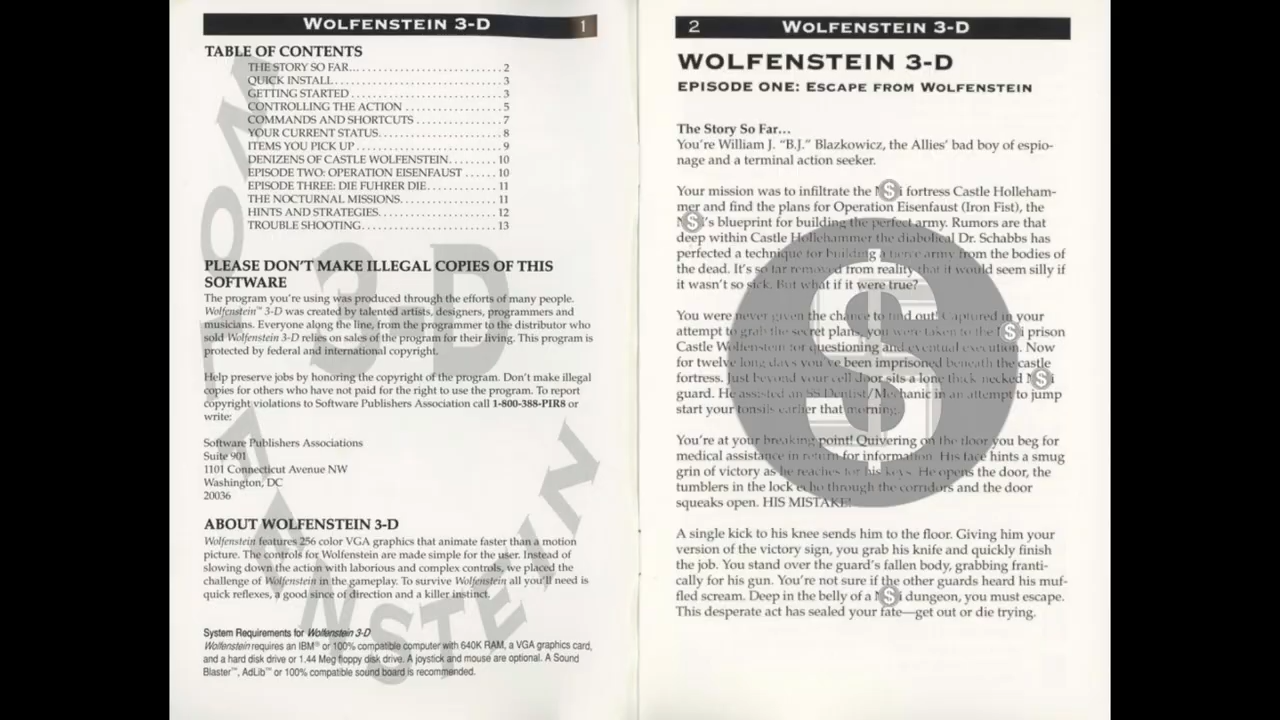 WOLFENSTEIN 3-D 1
TABLE OF CONTENTS
THE STORY SO FAR... 2
QUICK INSTALL 3
GETTING STARTED 3
CONTROLLING THE ACTION 5
COMMANDS AND SHORTCUTS 7
YOUR CURRENT STATUS 8
ITEMS YOU PICK UP 9
DENIZENS OF CASTLE WOLFENSTEIN 10
EPISODE TWO: OPERATION EISENFAUST 10
EPISODE THREE: DIE FUHRER DIE 11
THE NOCTURNAL MISSIONS 11
HINTS AND STRATEGIES 12
TROUBLE SHOOTING 13
PLEASE DON'T MAKE ILLEGAL COPIES OF THIS
SOFTWARE
The program you're using was produced through the efforts of many people.
Wolfenstein™ 3-D was created by talented artists, designers, programmers and
musicians. Everyone along the line, from the programmer to the distributor who
sold Wolfenstein 3-D relies on sales of the program for their living. This program is
protected by federal and international copyright.
Help preserve jobs by honoring the copyright of the program. Don't make illegal
copies for others who have not paid for the right to use the program. To report
copyright violations to Software Publishers Association call 1-800-388-PIR8 or
write:
Software Publishers Associations
Suite 901
1101 Connecticut Avenue NW
Washington, DC
20036
ABOUT WOLFENSTEIN 3-D
Wolfenstein features 256 color VGA graphics that animate faster than a motion
picture. The controls for Wolfenstein are made simple for the user. Instead of
slowing down the action with laborious and complex controls, we placed the
challenge of Wolfenstein in the gameplay. To survive Wolfenstein all you'll need is
quick reflexes, a good since of direction and a killer instinct.
System Requirements for Wolfenstein 3-D
Wolfenstein requires an IBM® or 100% compatible computer with 640K RAM, a VGA graphics card,
and a hard disk drive or 1.44 Meg floppy disk drive. A joystick and mouse are optional. A Sound
Blaster™, AdLib™ or 100% compatible sound board is recommended.
2 WOLFENSTEIN 3-D
WOLFENSTEIN 3-D
EPISODE ONE: ESCAPE FROM WOLFENSTEIN
The Story So Far...
You're William J. "B.J." Blazkowicz, the Allies' bad boy of espio-
nage and a terminal action seeker.
Your mission was to infiltrate the N$i fortress Castle Holleham-
mer and find the plans for Operation Eisenfaust (Iron Fist), the
N$'s blueprint for building the perfect army. Rumors are that
deep within Castle Hollehammer the diabolical Dr. Schabbs has
perfected a technique for building a fierce army from the bodies of
the dead. It's so far removed from reality that it would seem silly if
it wasn't so sick. But what if it were true?
You were never given the chance to find out! Captured in your
attempt to grab the secret plans, you were taken to the N$i prison
Castle Wolfenstein for questioning and eventual execution. Now
for twelve long days you've been imprisoned beneath the castle
fortress. Just beyond your cell door sits a lone thick necked N$i
guard. He assisted an SS Dentist/Mechanic in an attempt to jump
start your tonsils earlier that morning.
You're at your breaking point! Quivering on the floor you beg for
medical assistance in return for information. His face hints a smug
grin of victory as he reaches for his keys. He opens the door, the
tumblers in the lock echo through the corridors and the door
squeaks open. HIS MISTAKE!
A single kick to his knee sends him to the floor. Giving him your
version of the victory sign, you grab his knife and quickly finish
the job. You stand over the guard's fallen body, grabbing franti-
cally for his gun. You're not sure if the other guards heard his muf-
fled scream. Deep in the belly of a N$i dungeon, you must escape.
This desperate act has sealed your fate—get out or die trying.